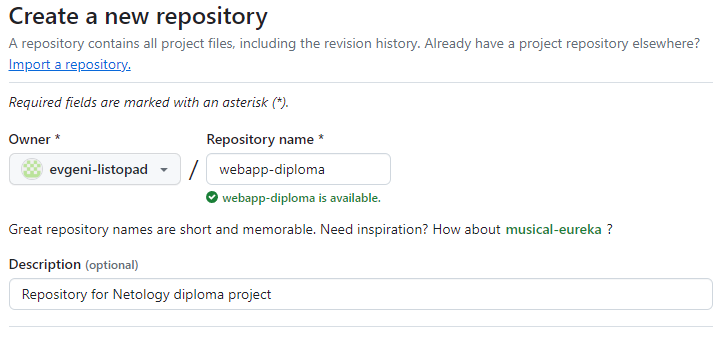 Create a new repository
A repository contains all project files, including the revision history. Already have a project repository elsewhere?
Import a repository.
Required fields are marked with an asterisk (*).
Owner * Repository name *
evgeni-listopad / webapp-diploma
webapp-diploma is available.
Great repository names are short and memorable. Need inspiration? How about musical-eureka ?
Description (optional)
Repository for Netology diploma project